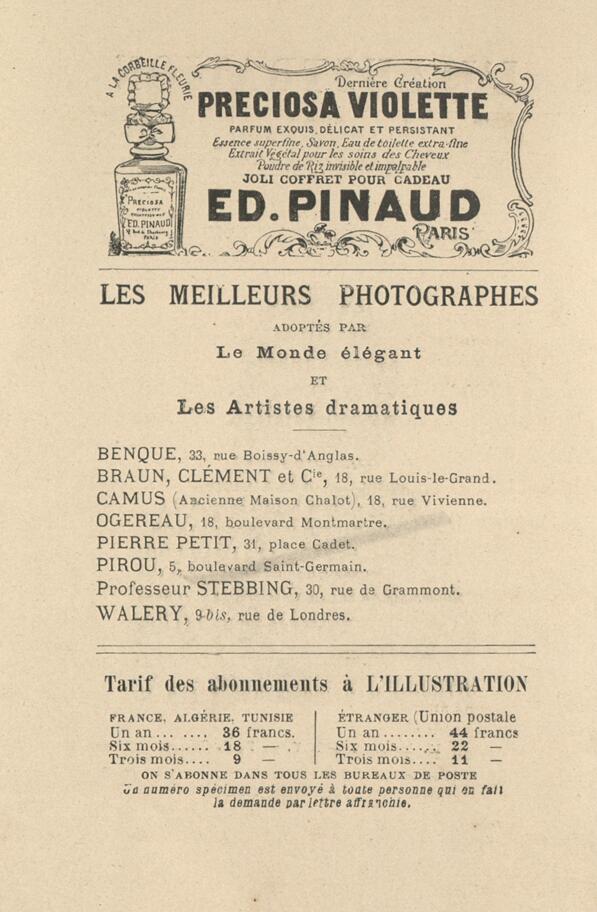 A LA CORBEILLE FLEURIE
Dernière Création
PRECIOSA VIOLETTE
PARFUM EXQUIS, DÉLICAT ET PERSISTANT
Essence superfine, Savon, Eau de toilette extra-fine
Extrait Végétal pour les soins des Cheveux
Poudre de Riz invisible et impalpable
JOLI COFFRET POUR CADEAU
ED. PINAUD
PARIS
PRECIOSA
VIOLETTE
ED. PINAUD
PARIS
LES MEILLEURS PHOTOGRAPHES
ADOPTÉS PAR
Le Monde élégant
ET
Les Artistes dramatiques
BENQUE, 33, rue Boissy-d'Anglas.
BRAUN, CLÉMENT et Cie, 18, rue Louis-le-Grand.
CAMUS (Ancienne Maison Chalot), 18, rue Vivienne.
OGEREAU, 18, boulevard Montmartre.
PIERRE PETIT, 31, place Cadet.
PIROU, 5, boulevard Saint-Germain.
Professeur STEBBING, 30, rue de Grammont.
WALERY, 9-bis, rue de Londres.
Tarif des abonnements à L'ILLUSTRATION
FRANCE, ALGÉRIE, TUNISIE
Un an ... ...... 36 francs.
Six mois...... 18 . — .
Trois mois.... 9 —
ÉTRANGER (Union postale
Un an ........ 44 francs
Six mois...... 22 —
Trois mois.... 11 —
ON S'ABONNE DANS TOUS LES BUREAUX DE POSTE
Un numéro spécimen est envoyé à toute personne qui en fait
la demande par lettre affranchie.